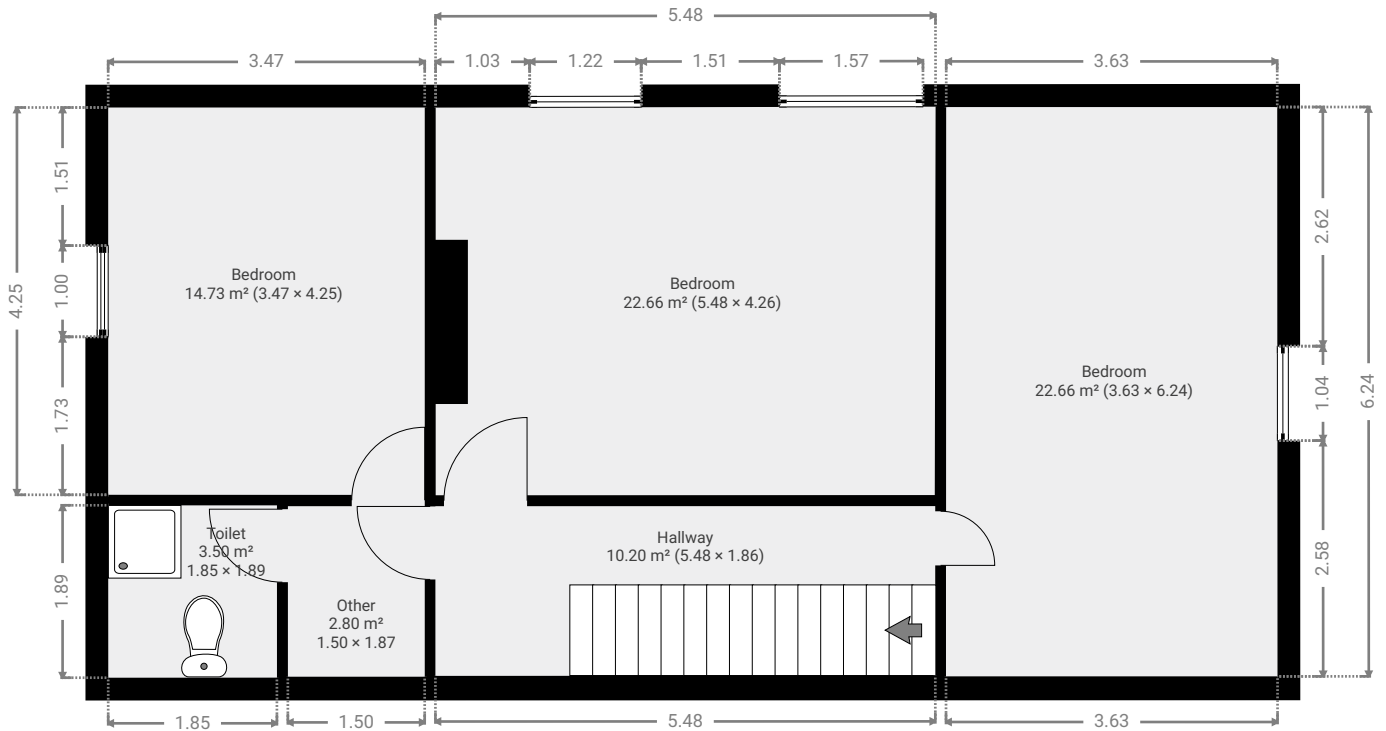 5.48
3.47
1.03
1.22
1.51
1.57
3.63
1.51
1.00
1.73
4.25
1.89
2.62
1.04
2.58
6.24
Bedroom
14.73 m² (3.47 × 4.25)
Bedroom
22.66 m² (5.48 × 4.26)
Bedroom
22.66 m² (3.63 × 6.24)
Toilet
3.50 m²
1.85 × 1.89
Other
2.80 m²
1.50 × 1.87
Hallway
10.20 m² (5.48 × 1.86)
1.85
1.50
5.48
3.63